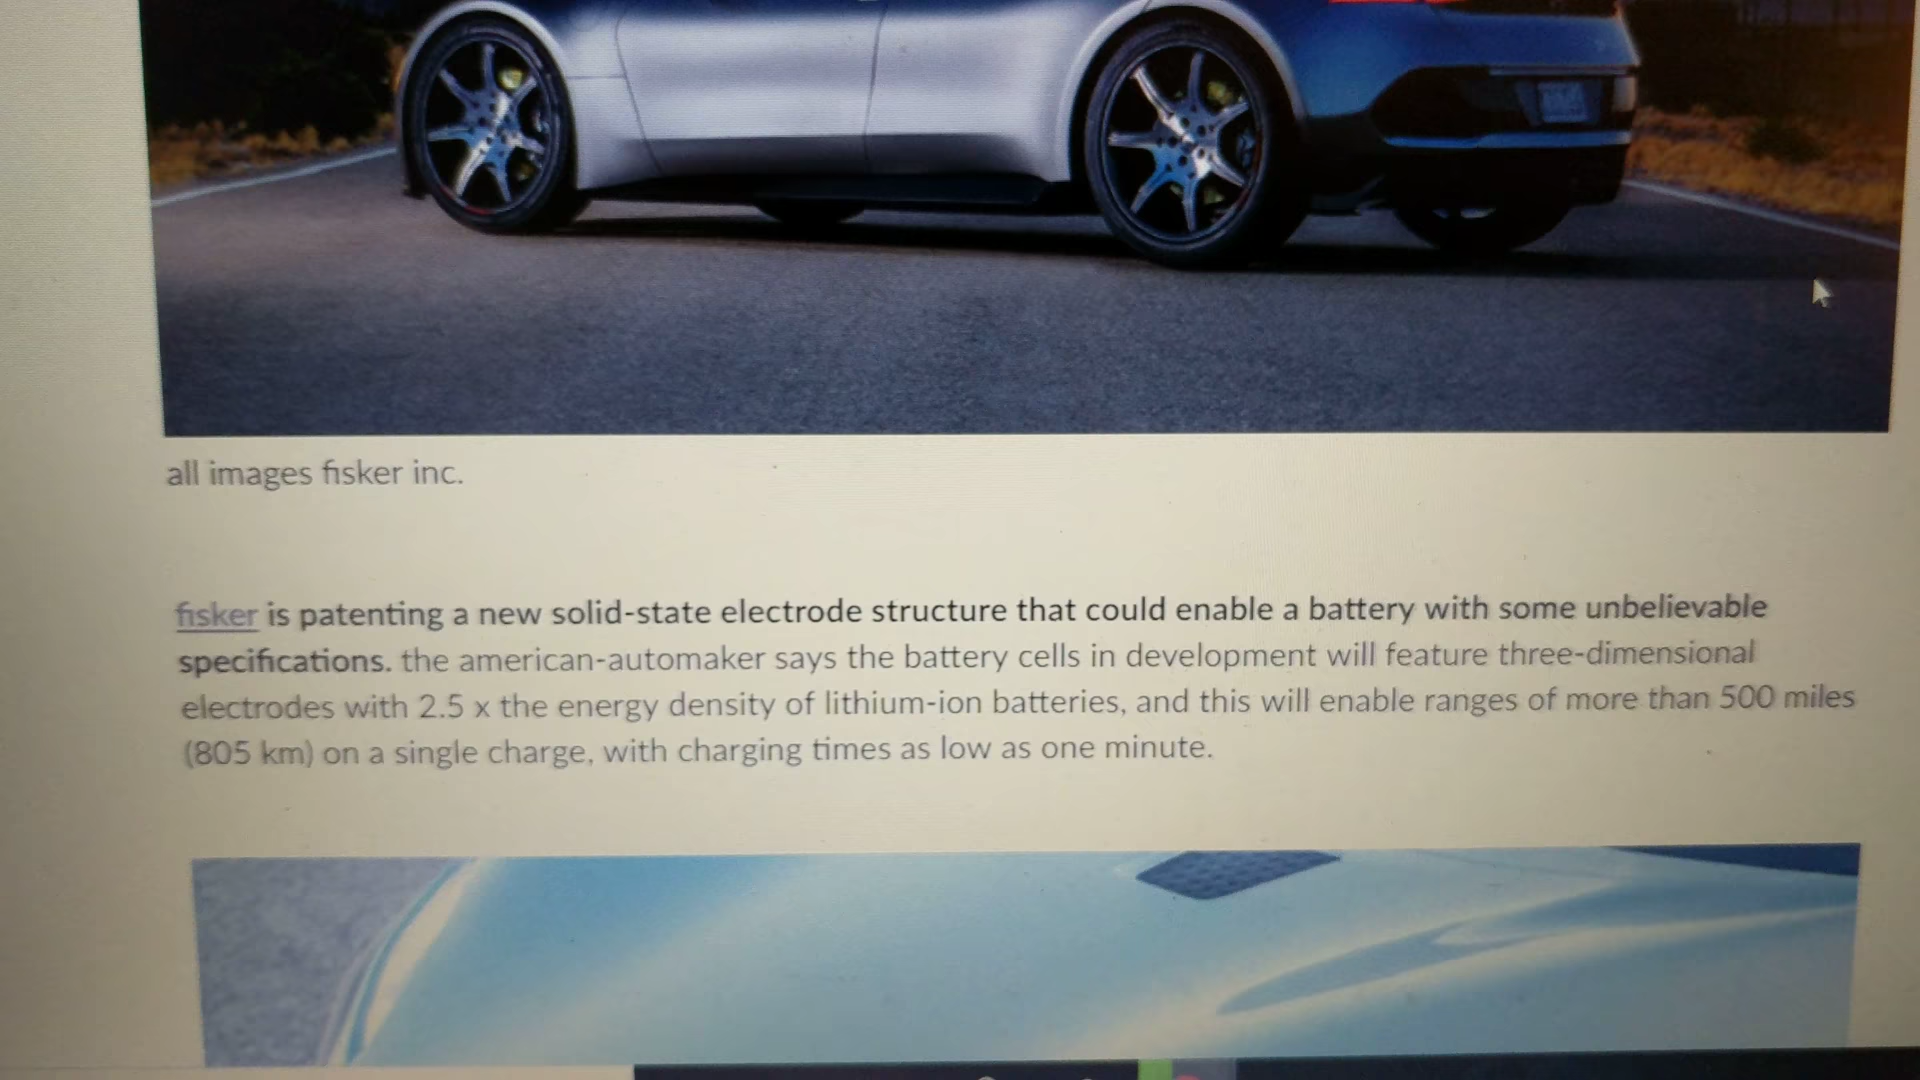 all images fisker inc.
fisker is patenting a new solid-state electrode structure that could enable a battery with some unbelievable
specifications. the american-automaker says the battery cells in development will feature three-dimensional
electrodes with 2.5 x the energy density of lithium-ion batteries, and this will enable ranges of more than 500 miles
(805 km) on a single charge, with charging times as low as one minute.